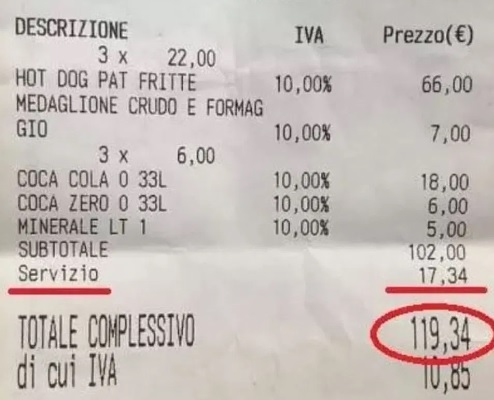 DESCRIZIONE IVA Prezzo(€)
3 x 22,00
HOT DOG PAT FRITTE 10,00% 66,00
MEDAGLIONE CRUDO E FORMAG
GIO 10,00% 7,00
3 x 6,00
COCA COLA 0 33L 10,00% 18,00
COCA ZERO 0 33L 10,00% 6,00
MINERALE LT 1 10,00% 5,00
SUBTOTALE 102,00
Servizio 17,34
TOTALE COMPLESSIVO 119,34
di cui IVA 10,85